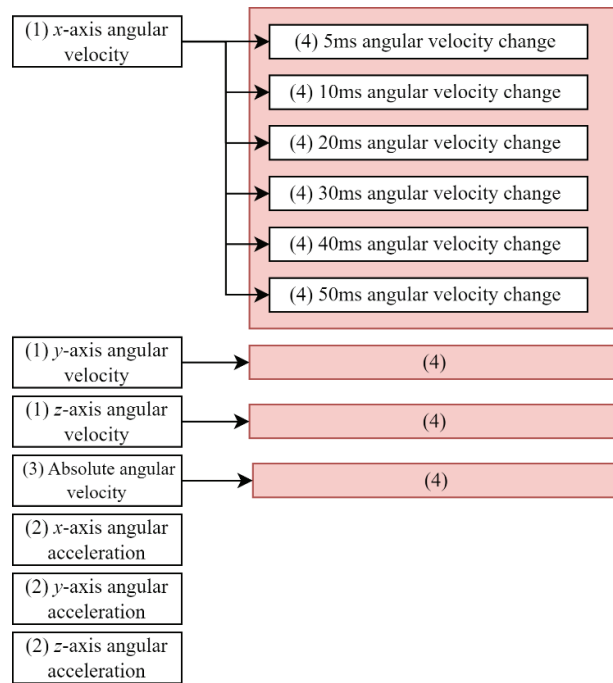 (1) x-axis angular
velocity
(4) 5ms angular velocity change
(4) 10ms angular velocity change
(4) 20ms angular velocity change
(4) 30ms angular velocity change
(4) 40ms angular velocity change
(4) 50ms angular velocity change
(1) y-axis angular
velocity
(4)
(1) z-axis angular
velocity
(4)
(3) Absolute angular
velocity
(4)
(2) x-axis angular
acceleration
(2) y-axis angular
acceleration
(2) z-axis angular
acceleration